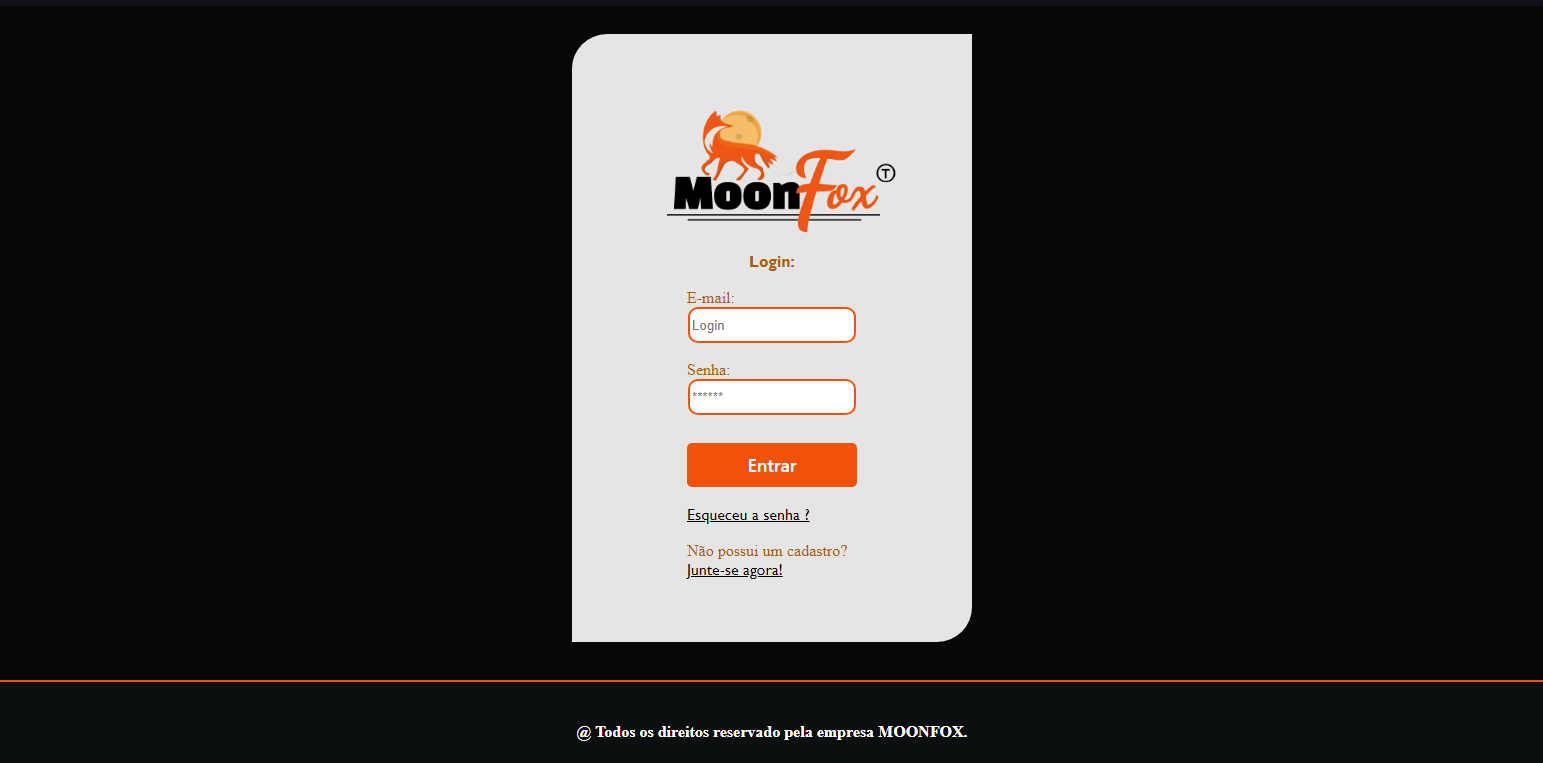 MoonFox Ⓣ
Login:
E-mail:
Login
Senha:
******
Entrar
Esqueceu a senha ?
Não possui um cadastro?
Junte-se agora!
@ Todos os direitos reservado pela empresa MOONFOX.